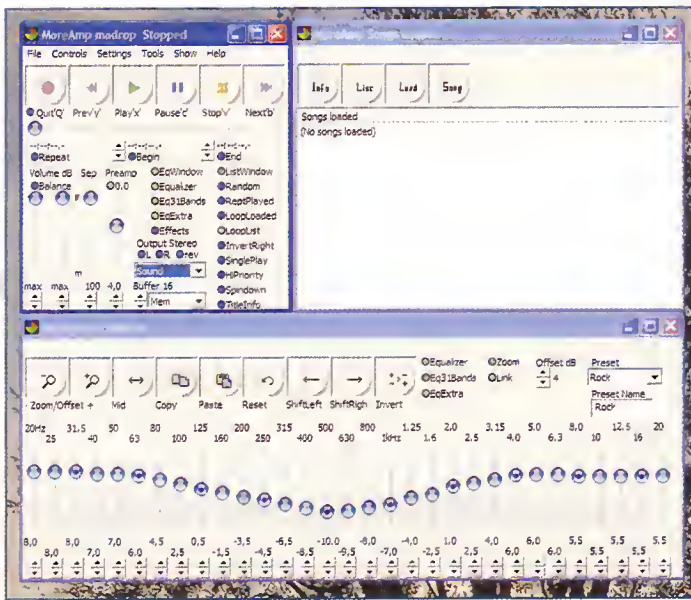 MoreAmp madrop Stopped
File Controls Settings Tools Show Help
Quit'Q' Prev'y' Play'x' Pause'c' Stop'v' Next'b'
--:--:--,- --:--:--,- --:--:--,-
Repeat Begin End
Volume dB Sep Preamp
Balance 0.0
EqWindow
Equalizer
Eq31Bands
EqExtra
Effects
Output Stereo
L R rev
Sound
ListWindow
Random
ReptPlayed
LoopLoaded
LoopList
InvertRight
SinglePlay
HiPriority
Spindown
TitleInfo
m
max max 100 4,0 Buffer 16
Mem
MoreAmp Songs
Info List Load Song
Songs loaded
(No songs loaded)
Zoom/Offset + Mid Copy Paste Reset ShiftLeft ShiftRigh Invert
Equalizer Zoom Offset dB Preset
Eq31Bands Link 4 Rock
EqExtra Preset Name
Rock
20Hz 31.5 50 80 125 200 315 500 800 1.25 2.0 3.15 5.0 8.0 12.5 20
25 40 63 100 160 250 400 630 1kHz 1.6 2.5 4.0 6.3 10 16
8,0 8,0 7,0 6,0 4,5 2,5 0,5 -1,5 -3,5 -4,5 -6,5 -8,5 -10,0 -9,5 -8,0 -7,0 -4,0 -2,5 1,0 2,5 4,0 4,0 6,0 6,0 6,5 5,5 5,5 5,5 5,5 5,5 5,5